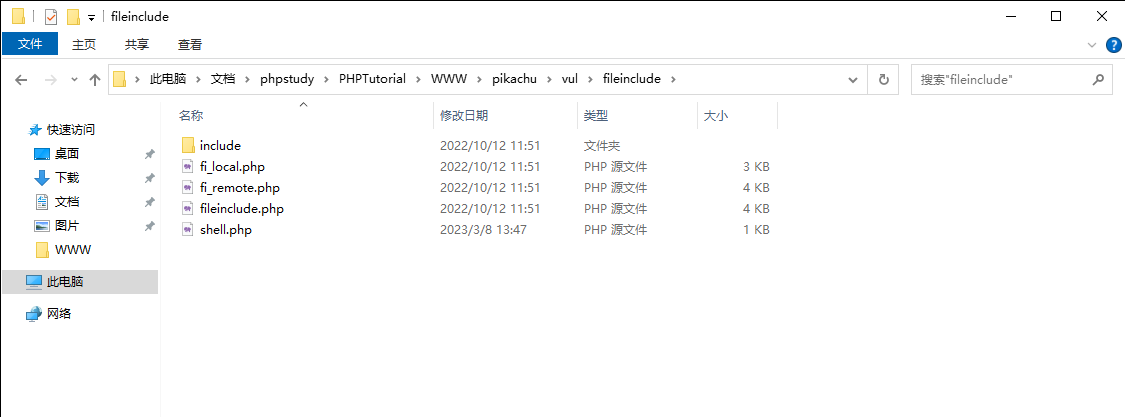 fileinclude
文件 主页 共享 查看
此电脑 文档 phpstudy PHPTutorial WWW pikachu vul fileinclude 搜索"fileinclude"
名称 修改日期 类型 大小
快速访问
桌面
下载
文档
图片
WWW
此电脑
网络
include 2022/10/12 11:51 文件夹
fi_local.php 2022/10/12 11:51 PHP 源文件 3 KB
fi_remote.php 2022/10/12 11:51 PHP 源文件 4 KB
fileinclude.php 2022/10/12 11:51 PHP 源文件 4 KB
shell.php 2023/3/8 13:47 PHP 源文件 1 KB